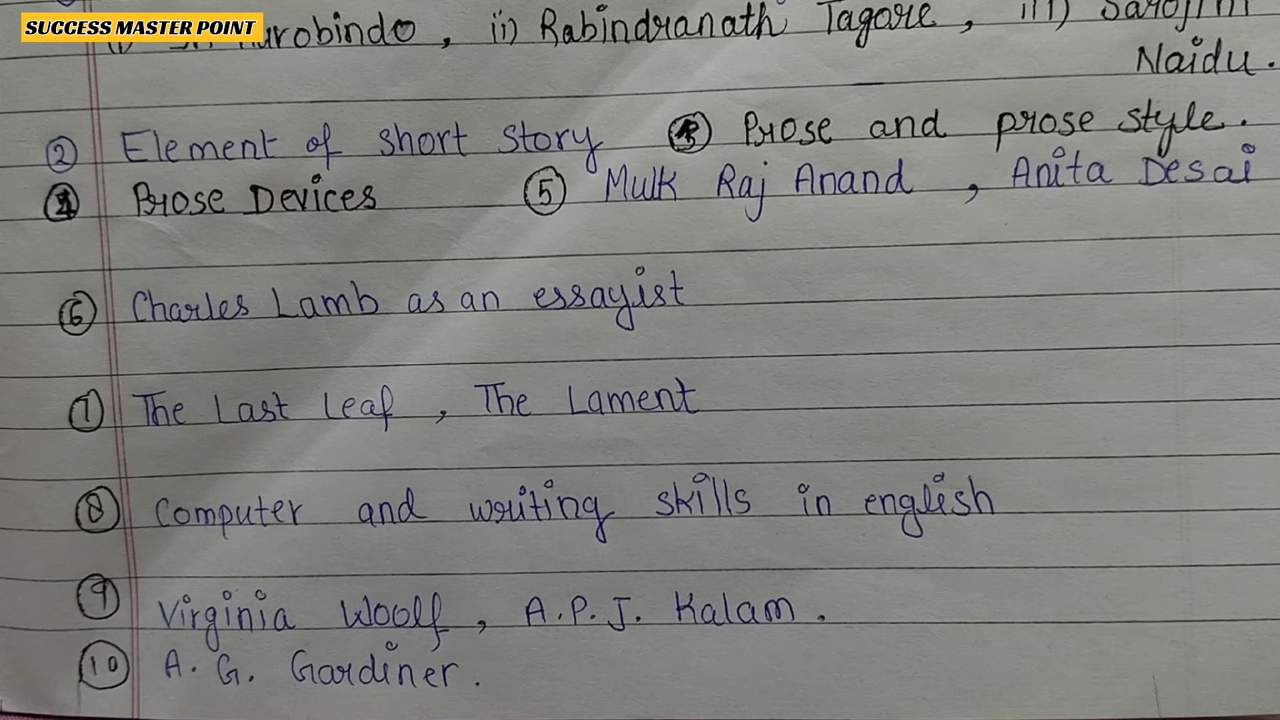 SUCCESS MASTER POINT
Aurobindo, ii) Rabindranath Tagore, iii) Sarojini
Naidu.
② Element of short story ③ Prose and prose style.
④ Prose Devices ⑤ Mulk Raj Anand, Anita Desai
⑥ Charles Lamb as an essayist
⑦ The Last Leaf, The Lament
⑧ Computer and writing skills in english
⑨ Virginia Woolf, A.P.J. Kalam.
⑩ A. G. Gardiner.